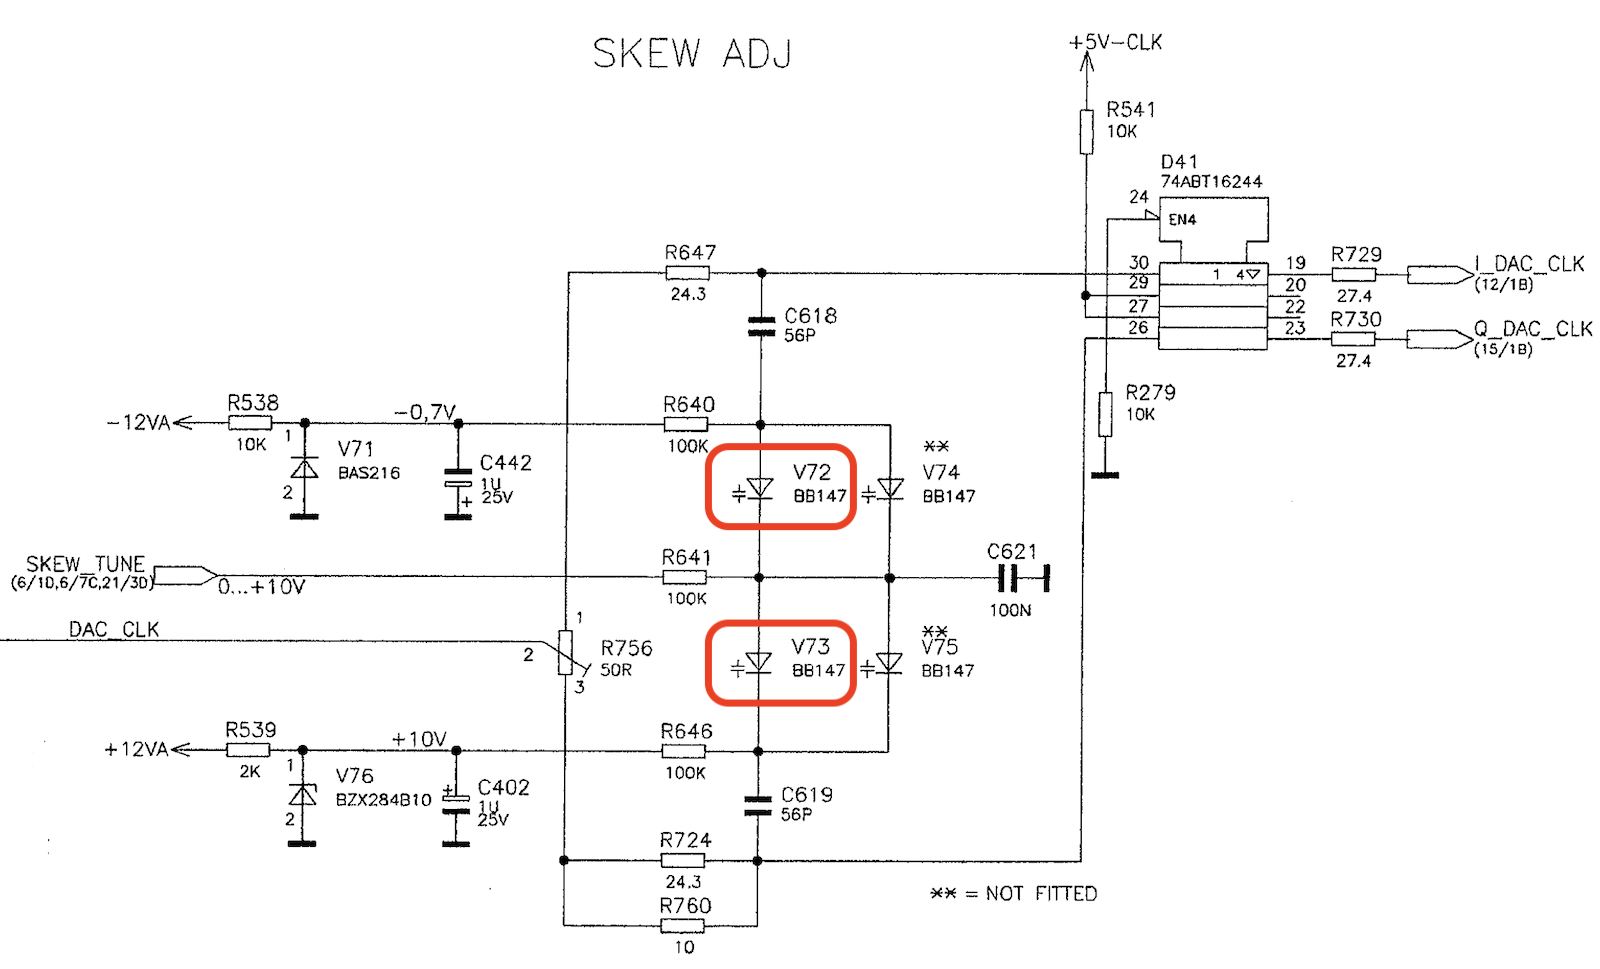 SKEW ADJ
+5V-CLK
R541
10K
D41
74ABT16244
24
EN4
R647
24.3
30
29
27
26
1 4
19
20
22
23
R729
27.4
R730
27.4
I_DAC_CLK
(12/1B)
Q_DAC_CLK
(15/1B)
C618
56P
R279
10K
-12VA
R538
10K
-0,7V
R640
100K
1
V71
BAS216
2
C442
1U
25V
+
V72
BB147
**
V74
BB147
SKEW_TUNE
(6/1D,6/7C,21/3D)
0...+10V
R641
100K
C621
100N
DAC_CLK
1
2
3
R756
50R
V73
BB147
**
V75
BB147
+12VA
R539
2K
+10V
R646
100K
1
V76
BZX284B10
2
+
C402
1U
25V
C619
56P
R724
24.3
R760
10
** = NOT FITTED